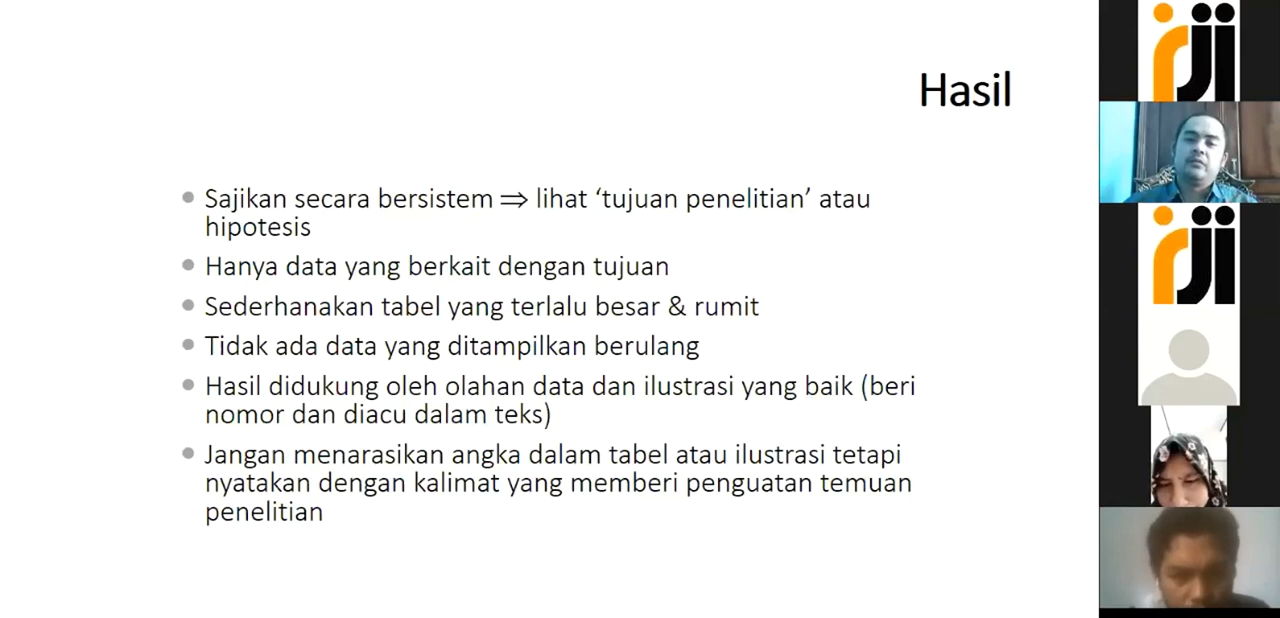 Hasil
• Sajikan secara bersistem ⇒ lihat ‘tujuan penelitian’ atau
hipotesis
• Hanya data yang berkait dengan tujuan
• Sederhanakan tabel yang terlalu besar & rumit
• Tidak ada data yang ditampilkan berulang
• Hasil didukung oleh olahan data dan ilustrasi yang baik (beri
nomor dan diacu dalam teks)
• Jangan menarasikan angka dalam tabel atau ilustrasi tetapi
nyatakan dengan kalimat yang memberi penguatan temuan
penelitian
rji
rji